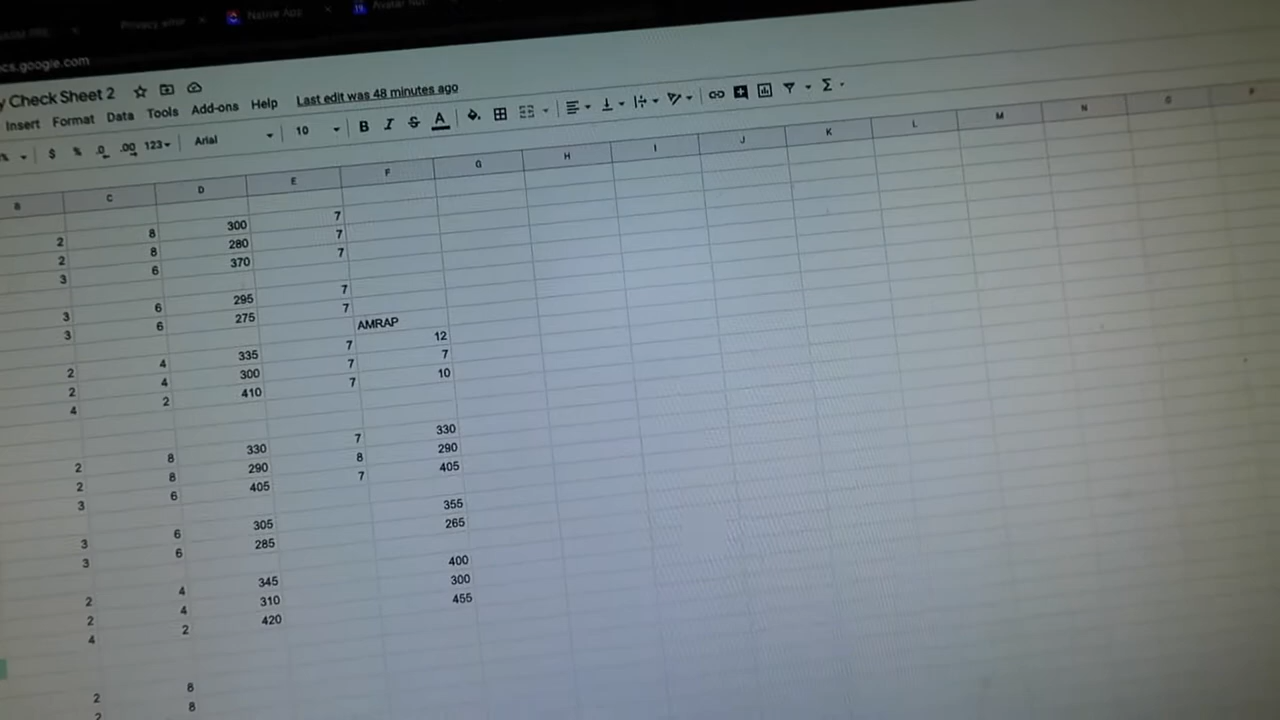 Privacy error
Native App
cs.google.com
y Check Sheet 2
Insert Format Data Tools Add-ons Help Last edit was 48 minutes ago
% $ % .0 .00 123 Arial 10 B I S A
B C D E F G H I J K L M N O P
2 8 300 7
2 8 280 7
3 6 370 7
3 6 295 7
3 6 275 7
AMRAP
2 4 335 7 12
2 4 300 7 7
4 2 410 7 10
2 8 330 7 330
2 8 290 8 290
3 6 405 7 405
3 6 305 355
3 6 285 265
2 4 345 400
2 4 310 300
4 2 420 455
2 8
2 8